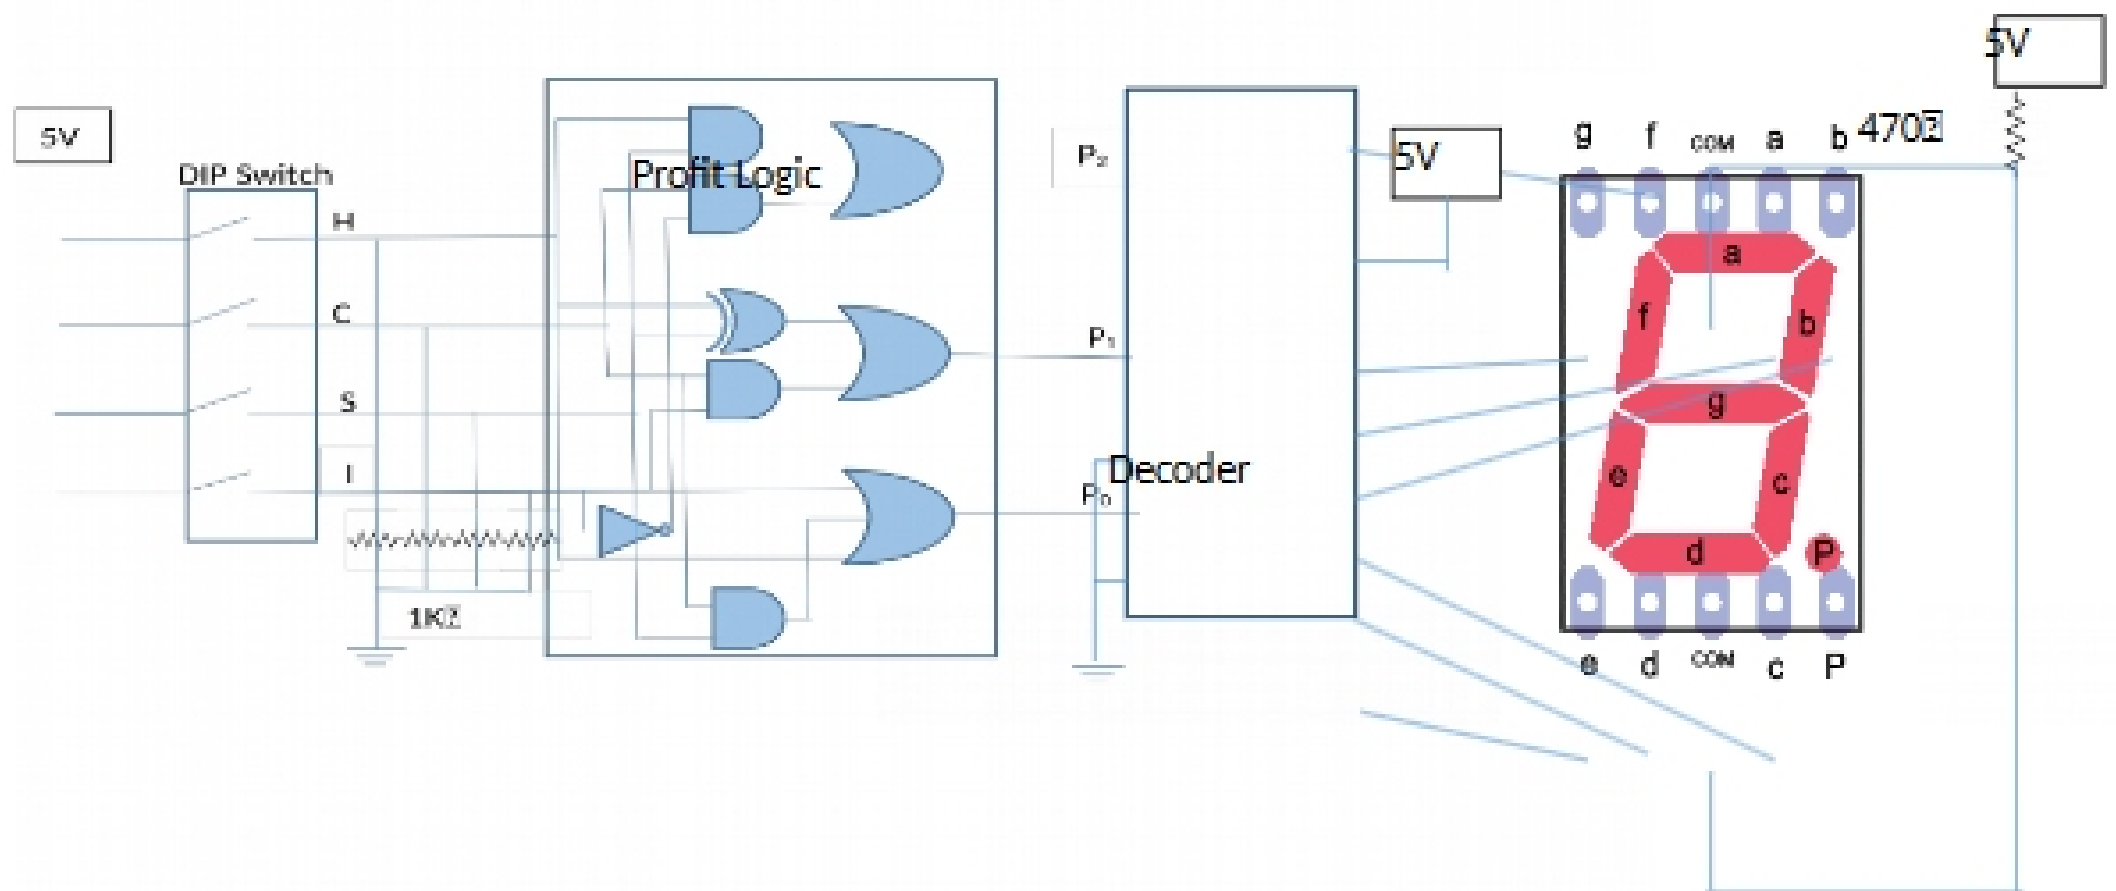 5V
5V
DIP Switch
H
C
S
I
1K⍰
Profit Logic
P₂
P₁
P₀
Decoder
5V
470⍰
g f COM a b
a
f
b
g
e
c
d
P
e d COM c P